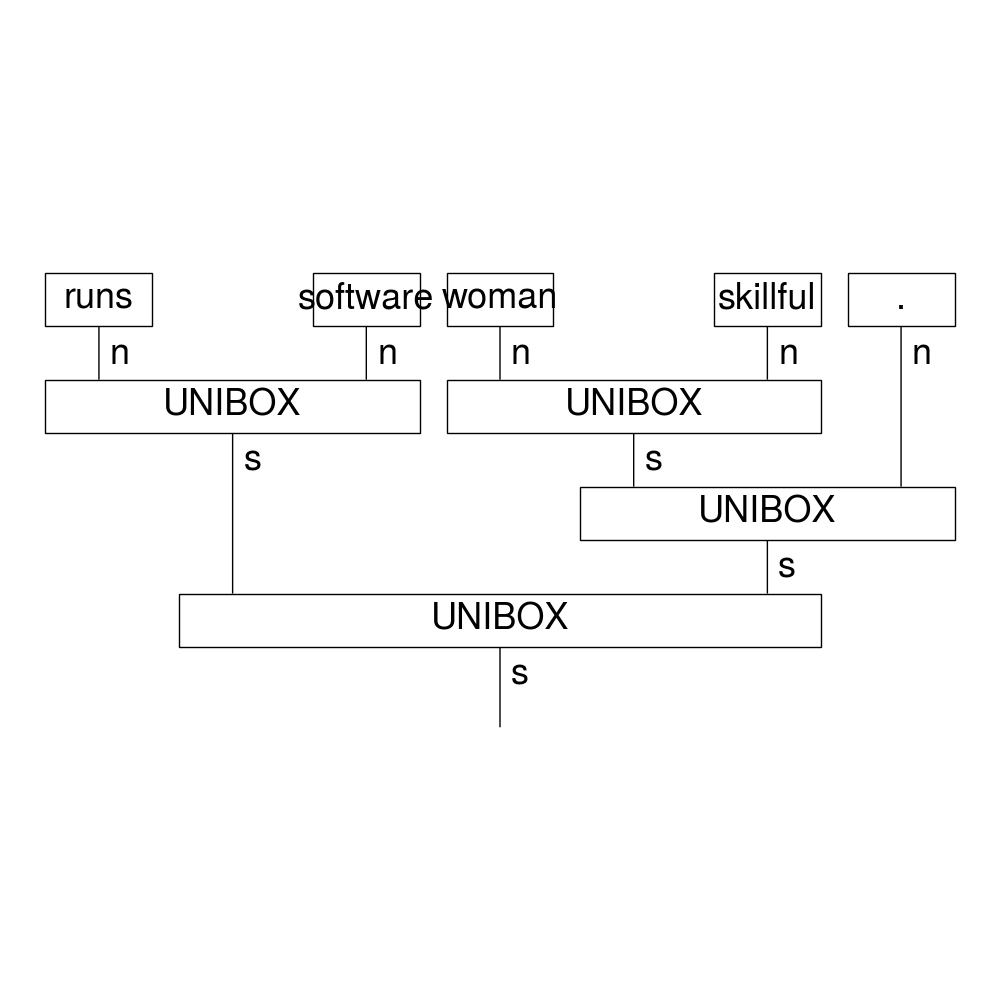 runs software woman skillful .
n n n n n
UNIBOX UNIBOX
s s
UNIBOX
s
UNIBOX
s